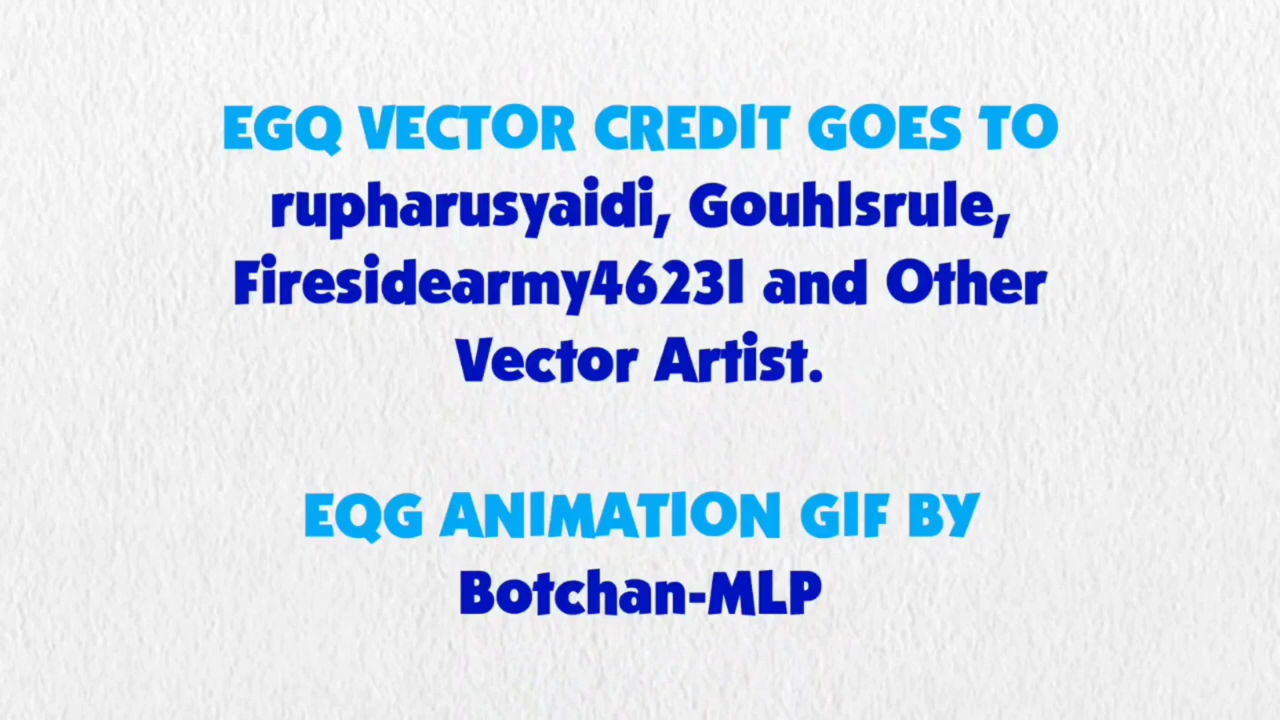 EGQ VECTOR CREDIT GOES TO
rupharusyaidi, Gouhlsrule,
Firesidearmy46231 and Other
Vector Artist.
EQG ANIMATION GIF BY
Botchan-MLP